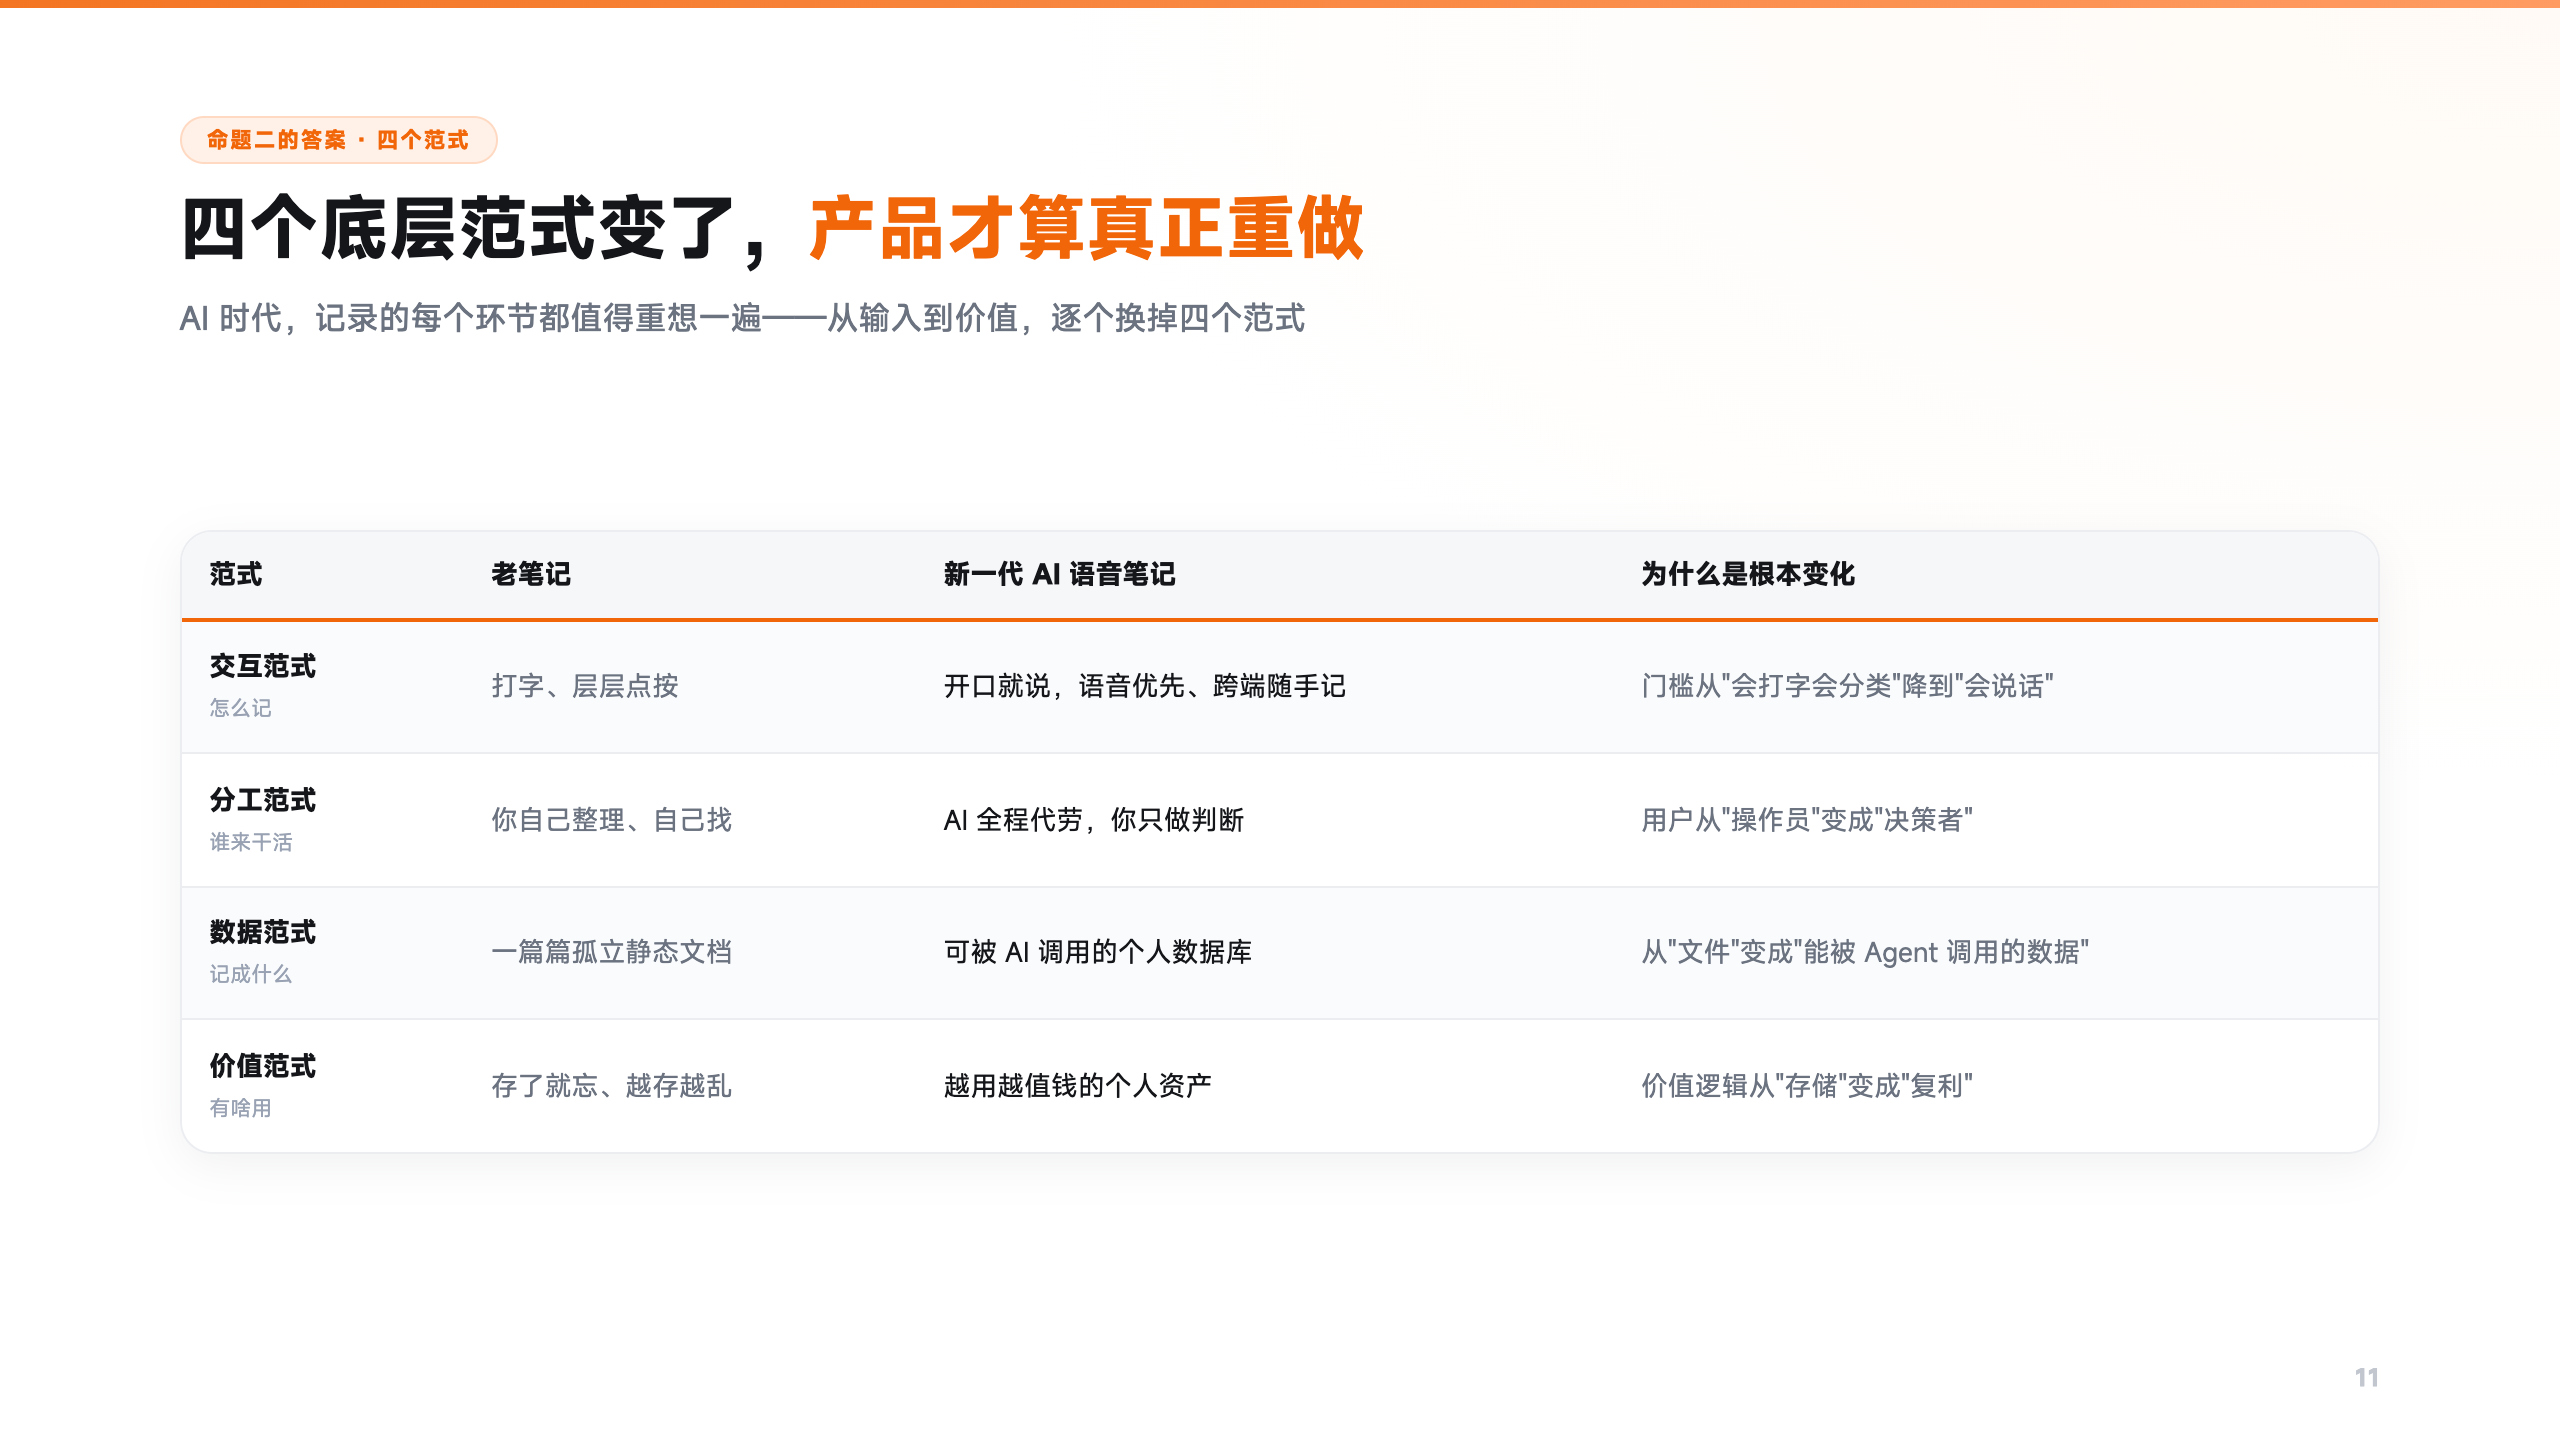 命题二的答案 · 四个范式
四个底层范式变了，产品才算真正重做
AI 时代，记录的每个环节都值得重想一遍——从输入到价值，逐个换掉四个范式
范式 老笔记 新一代 AI 语音笔记 为什么是根本变化
交互范式
怎么记
打字、层层点按
开口就说，语音优先、跨端随手记
门槛从"会打字会分类"降到"会说话"
分工范式
谁来干活
你自己整理、自己找
AI 全程代劳，你只做判断
用户从"操作员"变成"决策者"
数据范式
记成什么
一篇篇孤立静态文档
可被 AI 调用的个人数据库
从"文件"变成"能被 Agent 调用的数据"
价值范式
有啥用
存了就忘、越存越乱
越用越值钱的个人资产
价值逻辑从"存储"变成"复利"
11